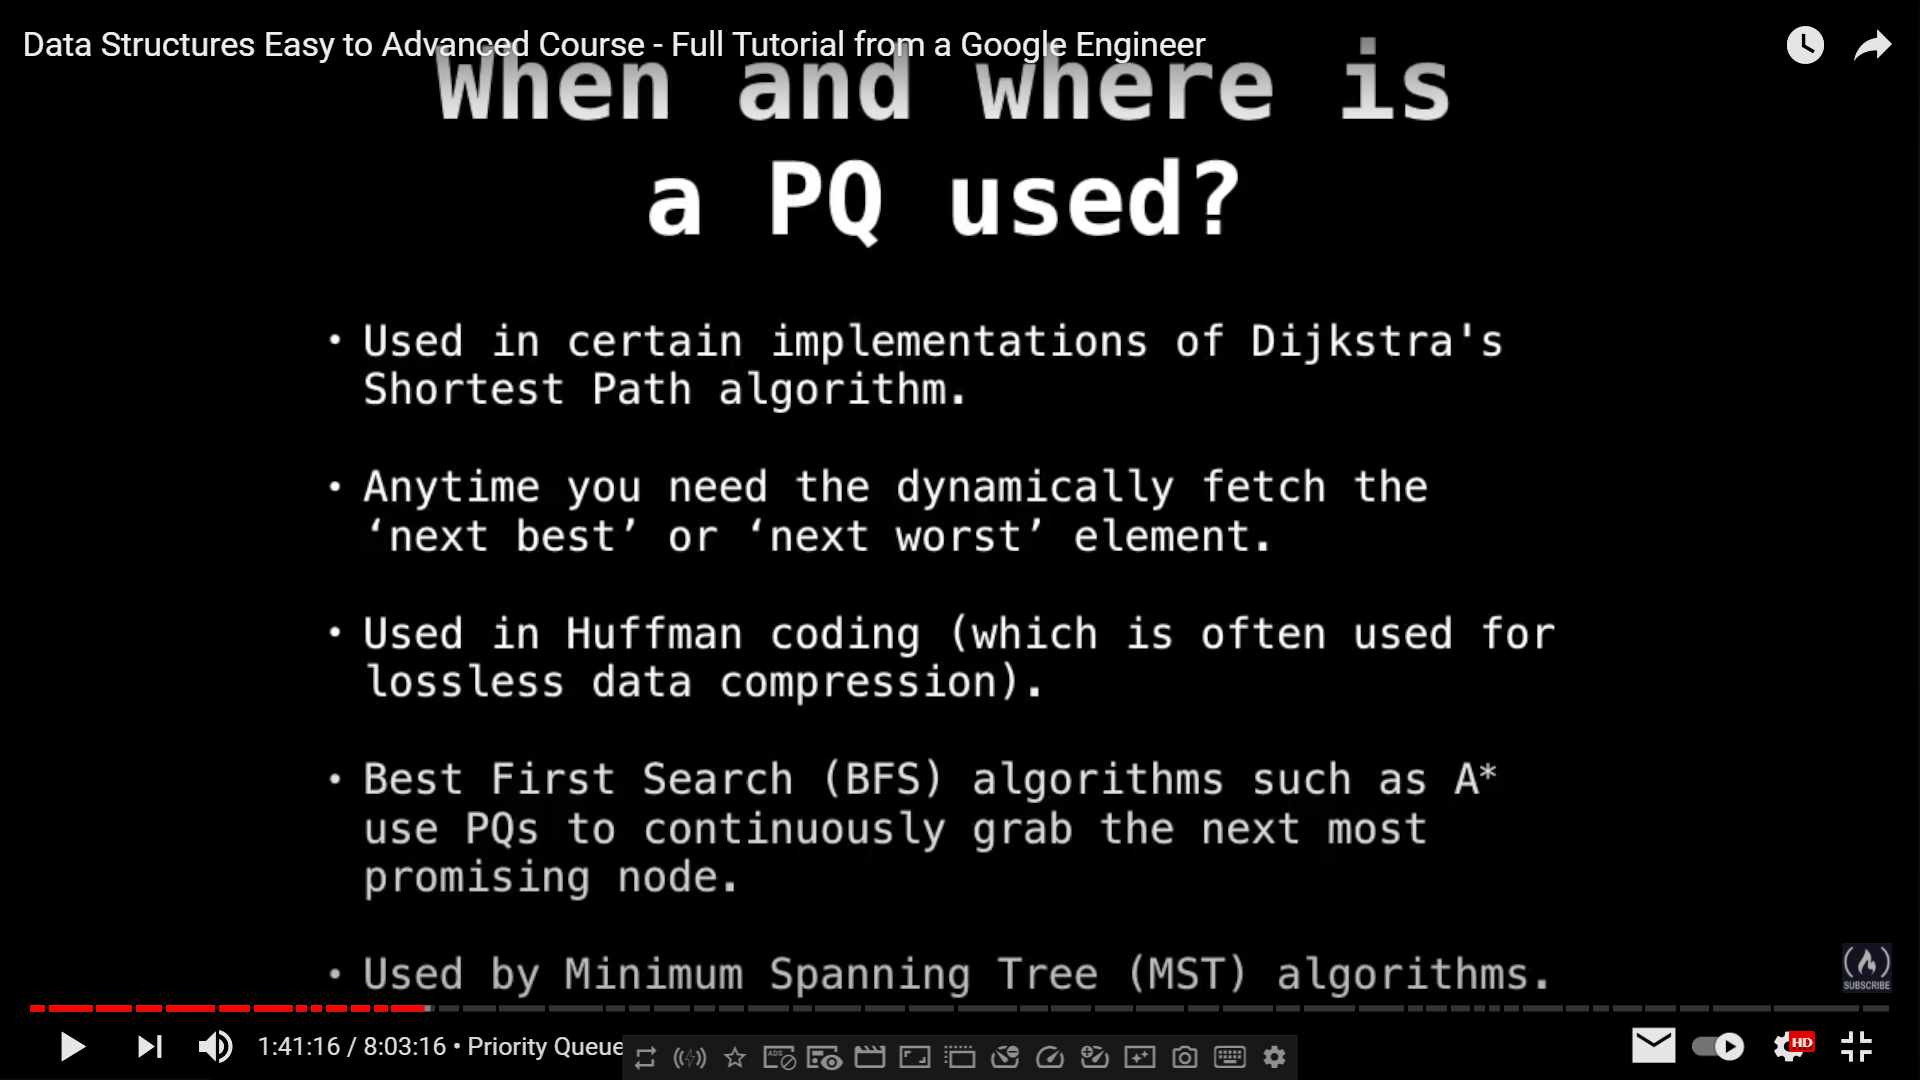 Data Structures Easy to Advanced Course - Full Tutorial from a Google Engineer
When and where is
a PQ used?
• Used in certain implementations of Dijkstra's
Shortest Path algorithm.
• Anytime you need the dynamically fetch the
‘next best’ or ‘next worst’ element.
• Used in Huffman coding (which is often used for
lossless data compression).
• Best First Search (BFS) algorithms such as A*
use PQs to continuously grab the next most
promising node.
• Used by Minimum Spanning Tree (MST) algorithms.
SUBSCRIBE
1:41:16 / 8:03:16 • Priority Queue
ADS
HD